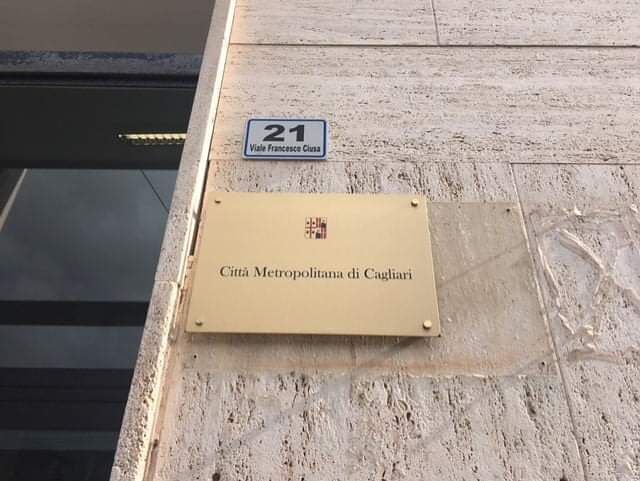 21
Viale Francesco Ciusa
Città Metropolitana di Cagliari